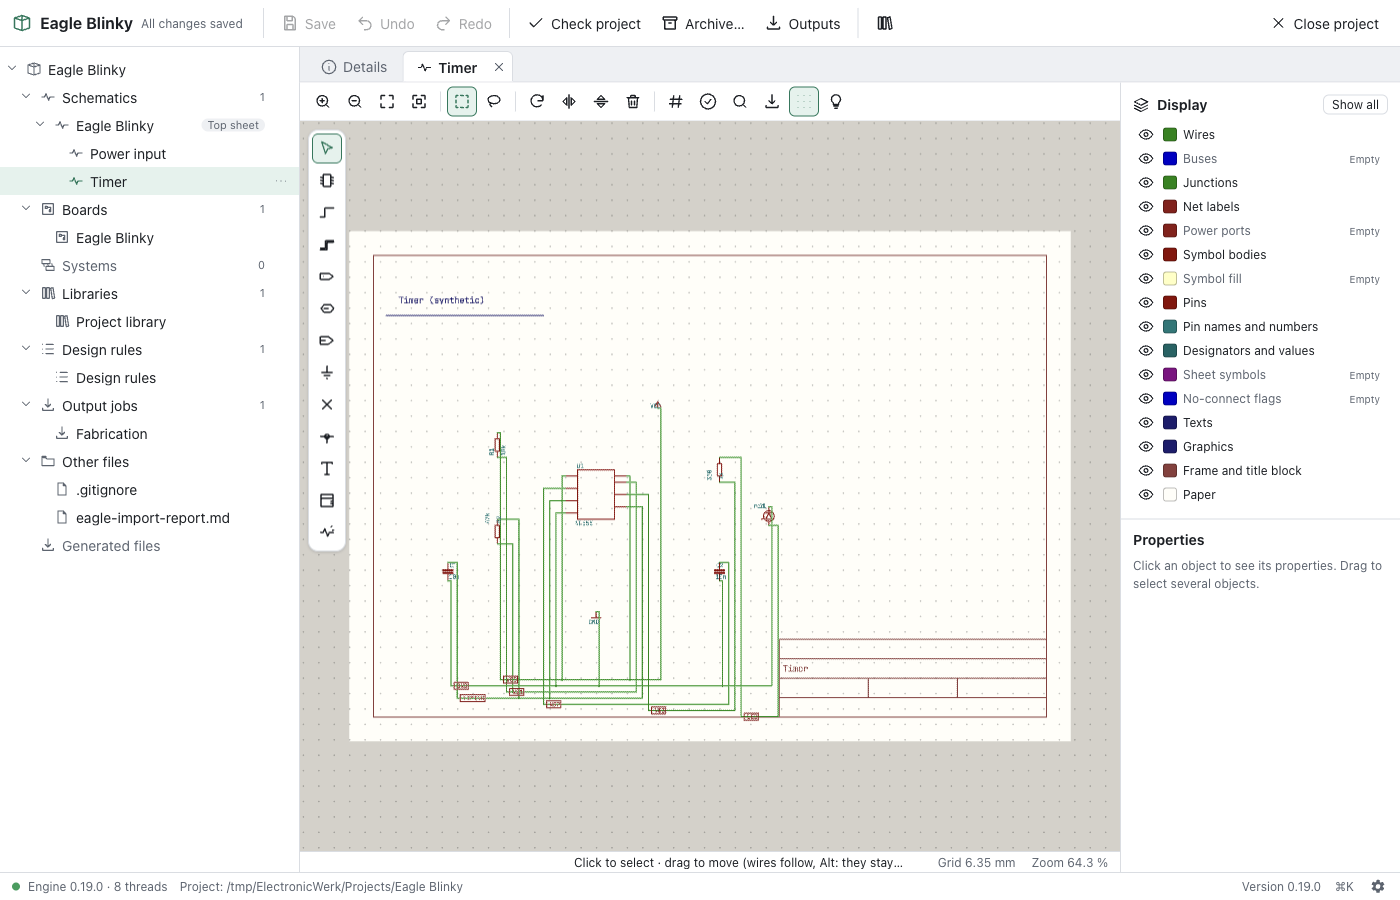 Eagle Blinky
All changes saved
Save
Undo
Redo
Check project
Archive...
Outputs
Close project
Eagle Blinky
Schematics 1
Eagle Blinky Top sheet
Power input
Timer
Boards 1
Eagle Blinky
Systems 0
Libraries 1
Project library
Design rules 1
Design rules
Output jobs 1
Fabrication
Other files
.gitignore
eagle-import-report.md
Generated files
Details
Timer
Timer (synthetic)
U1
Timer
Display
Show all
Wires
Buses Empty
Junctions
Net labels
Power ports Empty
Symbol bodies
Symbol fill Empty
Pins
Pin names and numbers
Designators and values
Sheet symbols Empty
No-connect flags Empty
Texts
Graphics
Frame and title block
Paper
Properties
Click an object to see its properties. Drag to
select several objects.
Click to select · drag to move (wires follow, Alt: they stay...
Grid 6.35 mm
Zoom 64.3 %
Engine 0.19.0 · 8 threads
Project: /tmp/ElectronicWerk/Projects/Eagle Blinky
Version 0.19.0
⌘K